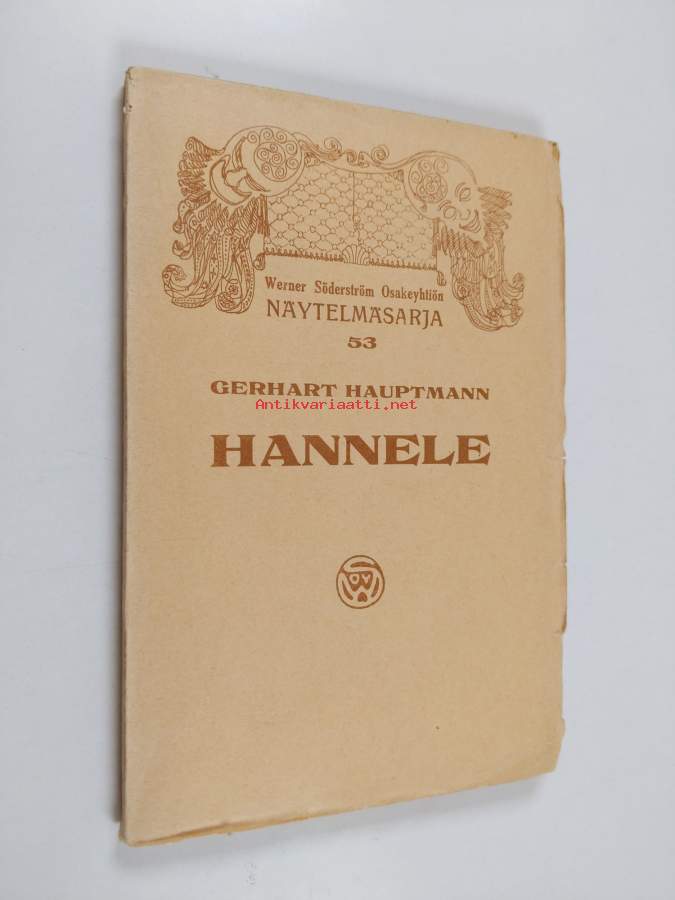 Werner Söderström Osakeyhtiön
NÄYTELMÄSARJA
53
GERHART HAUPTMANN
Antikvariaatti.net
HANNELE